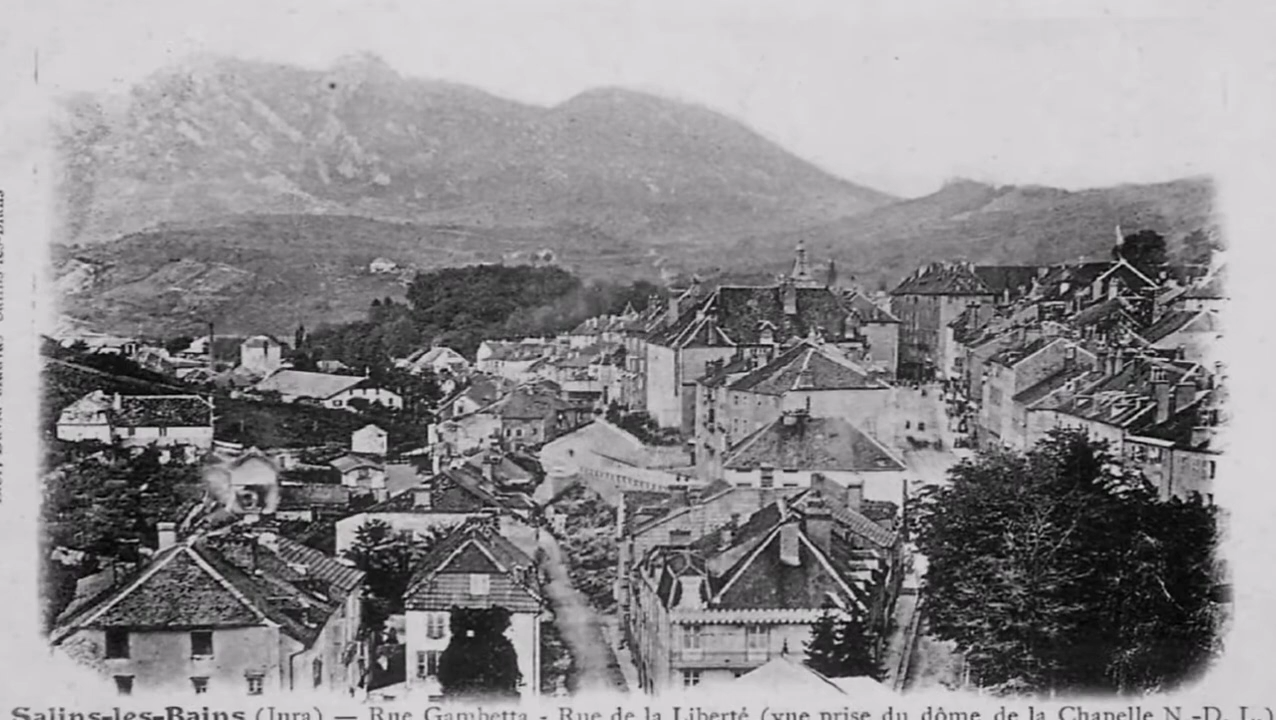 Salins-les-Bains (Jura) — Rue Gambetta - Rue de la Liberté (vue prise du dôme de la Chapelle N.-D. L.)